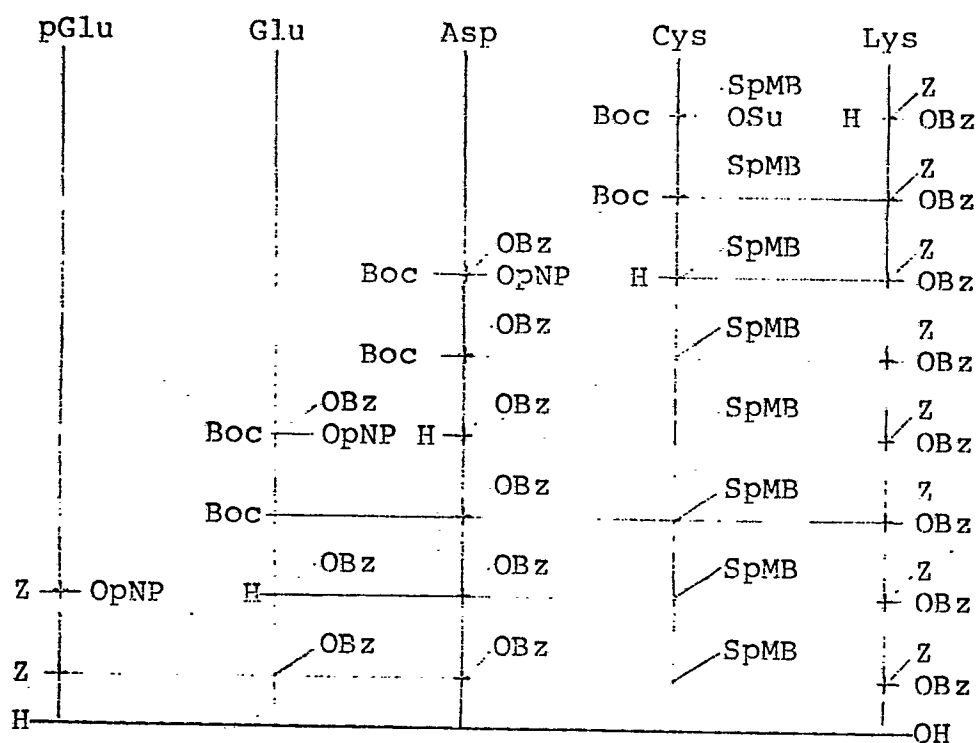 pGlu Glu Asp Cys Lys
SpMB Z
Boc OSu H OBz
SpMB Z
Boc OBz
OBz SpMB Z
Boc OpNP H OBz
OBz SpMB Z
Boc OBz
OBz OBz SpMB Z
Boc OpNP H OBz
OBz SpMB Z
Boc OBz
OBz OBz SpMB Z
Z OpNP H OBz
OBz OBz SpMB Z
Z OBz
H OH